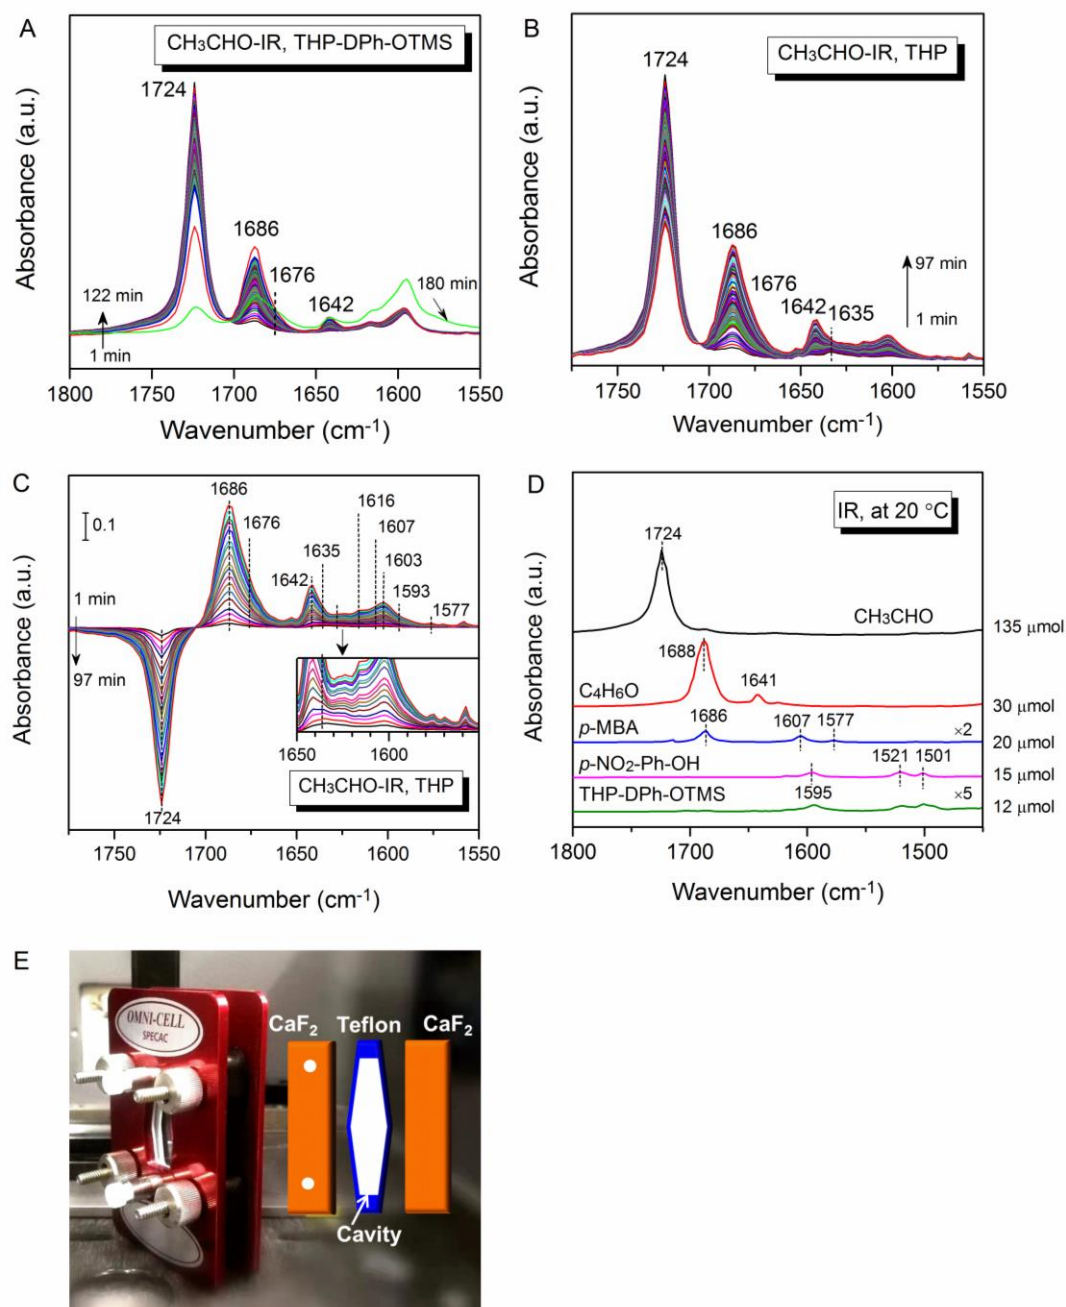 A
CH₃CHO-IR, THP-DPh-OTMS
1724
1686
1676
1642
122 min
1 min
180 min
Absorbance (a.u.)
1800 1750 1700 1650 1600 1550
Wavenumber (cm⁻¹)
B
CH₃CHO-IR, THP
1724
1686
1676
1642
1635
97 min
1 min
Absorbance (a.u.)
1750 1700 1650 1600 1550
Wavenumber (cm⁻¹)
C
0.1
1686
1676
1642
1635
1616
1607
1603
1593
1577
1 min
97 min
1724
1650 1600
CH₃CHO-IR, THP
Absorbance (a.u.)
1750 1700 1650 1600 1550
Wavenumber (cm⁻¹)
D
IR, at 20 °C
1724
CH₃CHO
135 μmol
1688
1641
C₄H₆O
30 μmol
1686
1607
1577
p-MBA
×2
20 μmol
p-NO₂-Ph-OH
1521
1501
15 μmol
1595
THP-DPh-OTMS
×5
12 μmol
Absorbance (a.u.)
1800 1700 1600 1500
Wavenumber (cm⁻¹)
E
OMNI-CELL
SPECAC
CaF₂ Teflon CaF₂
Cavity